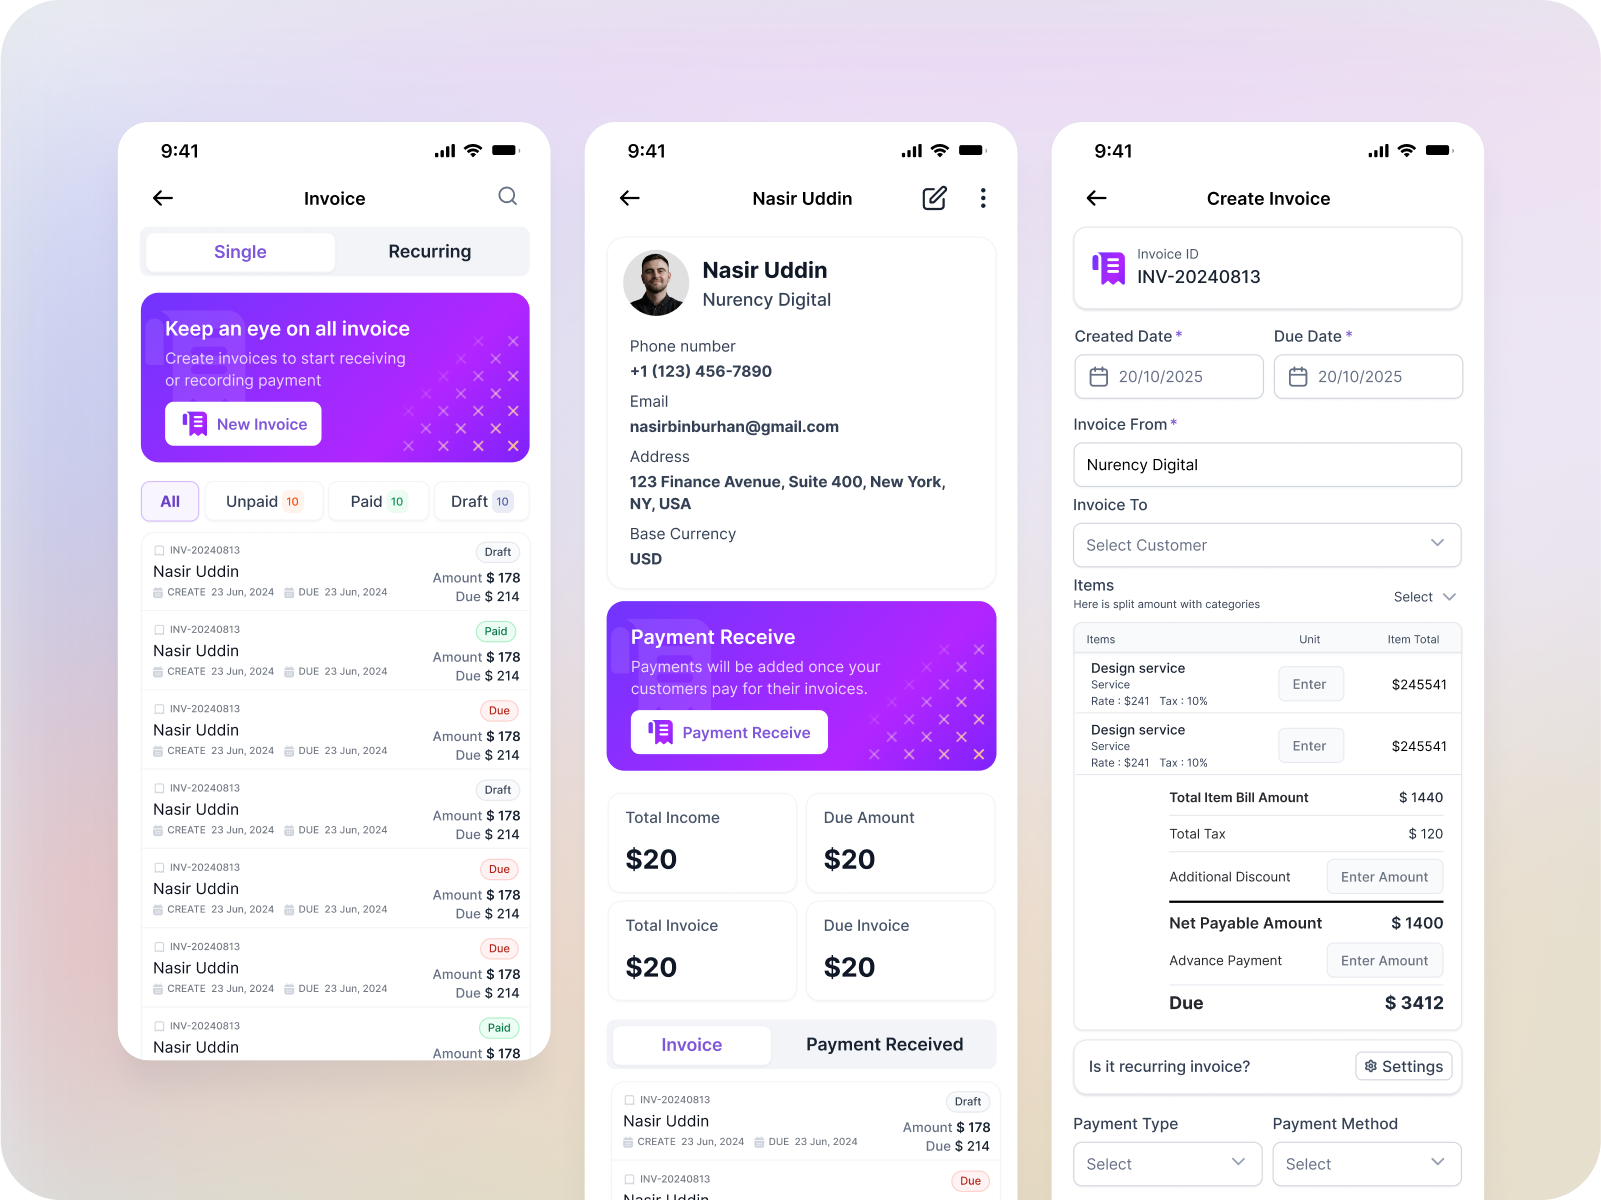 9:41
Invoice
Single
Recurring
Keep an eye on all invoice
Create invoices to start receiving
or recording payment
New Invoice
All
Unpaid 10
Paid 10
Draft 10
INV-20240813
Draft
Nasir Uddin
Amount $ 178
CREATE 23 Jun, 2024 DUE 23 Jun, 2024
Due $ 214
INV-20240813
Paid
Nasir Uddin
Amount $ 178
CREATE 23 Jun, 2024 DUE 23 Jun, 2024
Due $ 214
INV-20240813
Due
Nasir Uddin
Amount $ 178
CREATE 23 Jun, 2024 DUE 23 Jun, 2024
Due $ 214
INV-20240813
Draft
Nasir Uddin
Amount $ 178
CREATE 23 Jun, 2024 DUE 23 Jun, 2024
Due $ 214
INV-20240813
Due
Nasir Uddin
Amount $ 178
CREATE 23 Jun, 2024 DUE 23 Jun, 2024
Due $ 214
INV-20240813
Due
Nasir Uddin
Amount $ 178
CREATE 23 Jun, 2024 DUE 23 Jun, 2024
Due $ 214
INV-20240813
Paid
Nasir Uddin
Amount $ 178
9:41
Nasir Uddin
Nasir Uddin
Nurency Digital
Phone number
+1 (123) 456-7890
Email
nasirbinburhan@gmail.com
Address
123 Finance Avenue, Suite 400, New York,
NY, USA
Base Currency
USD
Payment Receive
Payments will be added once your
customers pay for their invoices.
Payment Receive
Total Income
$20
Due Amount
$20
Total Invoice
$20
Due Invoice
$20
Invoice
Payment Received
INV-20240813
Draft
Nasir Uddin
Amount $ 178
CREATE 23 Jun, 2024 DUE 23 Jun, 2024
Due $ 214
INV-20240813
Due
Nasir Uddin
9:41
Create Invoice
Invoice ID
INV-20240813
Created Date *
Due Date *
20/10/2025
20/10/2025
Invoice From *
Nurency Digital
Invoice To
Select Customer
Items
Here is split amount with categories
Select
Items Unit Item Total
Design service
Service
Rate : $241 Tax : 10%
Enter
$245541
Design service
Service
Rate : $241 Tax : 10%
Enter
$245541
Total Item Bill Amount $ 1440
Total Tax $ 120
Additional Discount Enter Amount
Net Payable Amount $ 1400
Advance Payment Enter Amount
Due $ 3412
Is it recurring invoice?
Settings
Payment Type
Payment Method
Select
Select